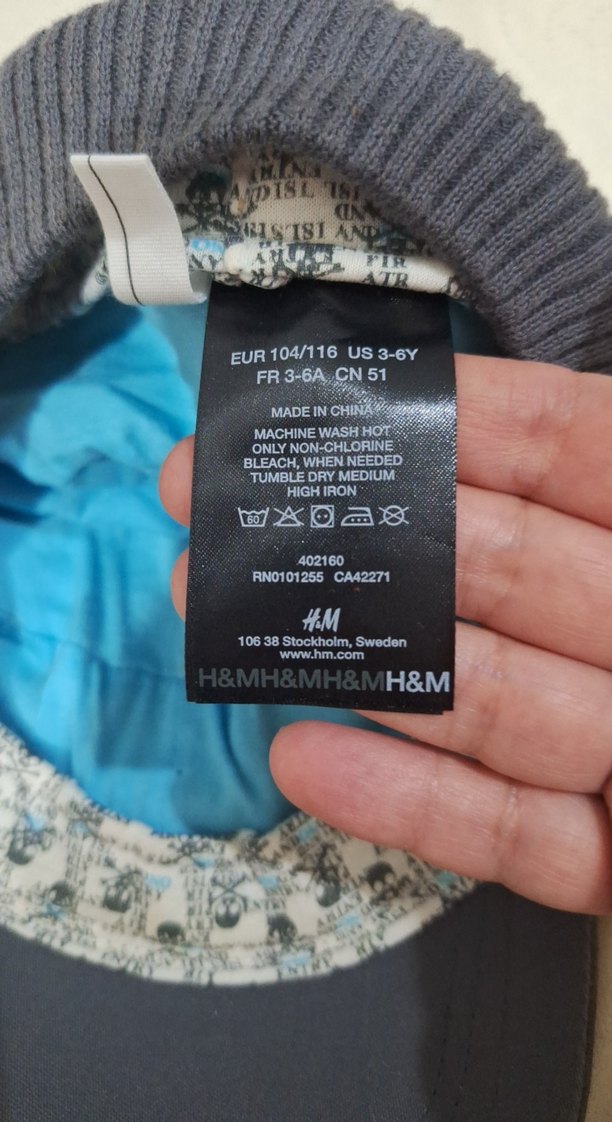 EUR 104/116 US 3-6Y
FR 3-6A CN 51
MADE IN CHINA
MACHINE WASH HOT
ONLY NON-CHLORINE
BLEACH, WHEN NEEDED
TUMBLE DRY MEDIUM
HIGH IRON
60
402160
RN0101255 CA42271
H&M
106 38 Stockholm, Sweden
www.hm.com
H&MH&MH&MH&M